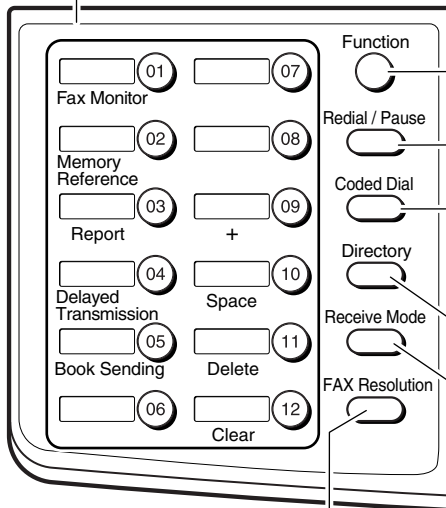 Function
01
07
Fax Monitor
Redial / Pause
02
08
Memory
Reference
Coded Dial
03
09
Report
+
Directory
04
10
Delayed
Transmission
Space
Receive Mode
05
11
Book Sending
Delete
FAX Resolution
06
12
Clear